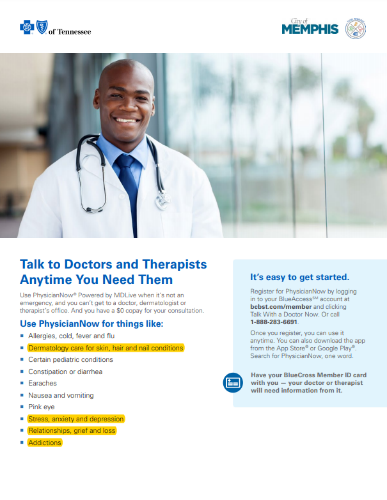 of Tennessee
City of
MEMPHIS
Talk to Doctors and Therapists
Anytime You Need Them
Use PhysicianNow® Powered by MDLive when it's not an
emergency, and you can't get to a doctor, dermatologist or
therapist's office. And you have a $0 copay for your consultation.
Use PhysicianNow for things like:
Allergies, cold, fever and flu
Dermatology care for skin, hair and nail conditions
Certain pediatric conditions
Constipation or diarrhea
Earaches
Nausea and vomiting
Pink eye
Stress, anxiety and depression
Relationships, grief and loss
Addictions
It's easy to get started.
Register for PhysicianNow by logging
in to your BlueAccess℠ account at
bcbst.com/member and clicking
Talk With a Doctor Now. Or call
1-888-283-6691.
Once you register, you can use it
anytime. You can also download the app
from the App Store® or Google Play®.
Search for PhysicianNow, one word.
Have your BlueCross Member ID card
with you — your doctor or therapist
will need information from it.